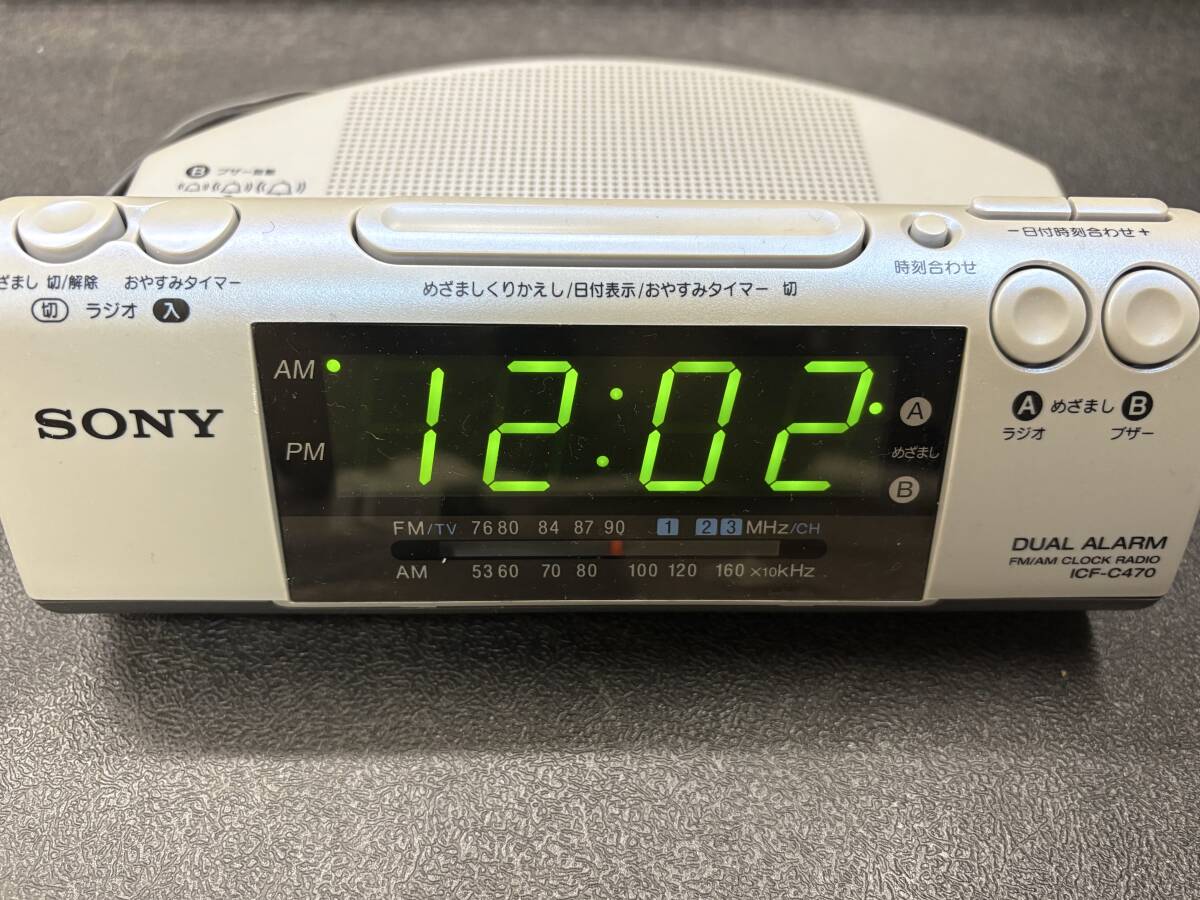 B ブザー音量
ざまし 切/解除
おやすみタイマー
切 ラジオ 入
めざましくりかえし/日付表示/おやすみタイマー 切
時刻合わせ
−日付時刻合わせ+
A めざまし B
ラジオ ブザー
SONY
AM
PM
12:02
A
めざまし
B
FM/TV 76 80 84 87 90 1 2 3 MHz/CH
AM 53 60 70 80 100 120 160 ×10kHz
DUAL ALARM
FM/AM CLOCK RADIO
ICF-C470